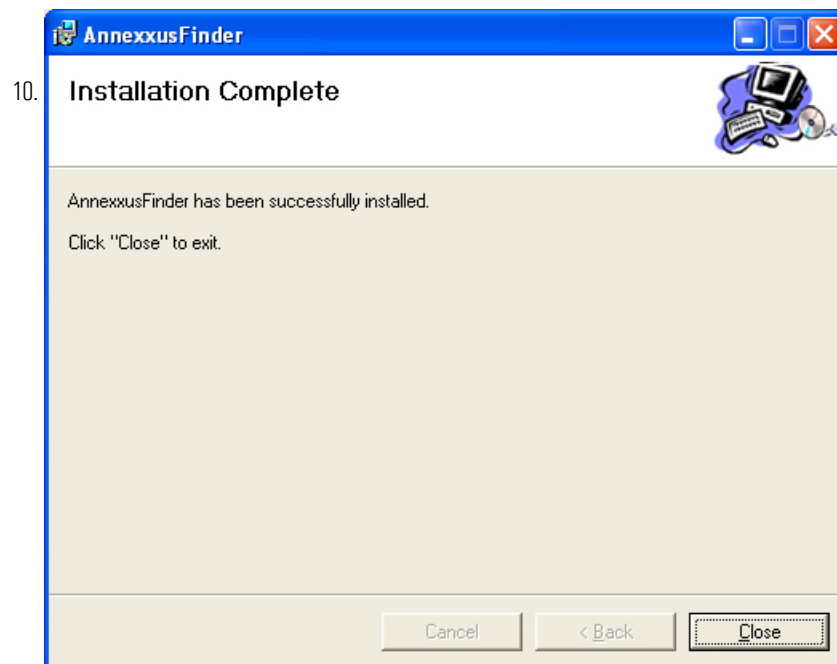 AnnexxusFinder
10.
Installation Complete
AnnexxusFinder has been successfully installed.
Click "Close" to exit.
Cancel
< Back
Close